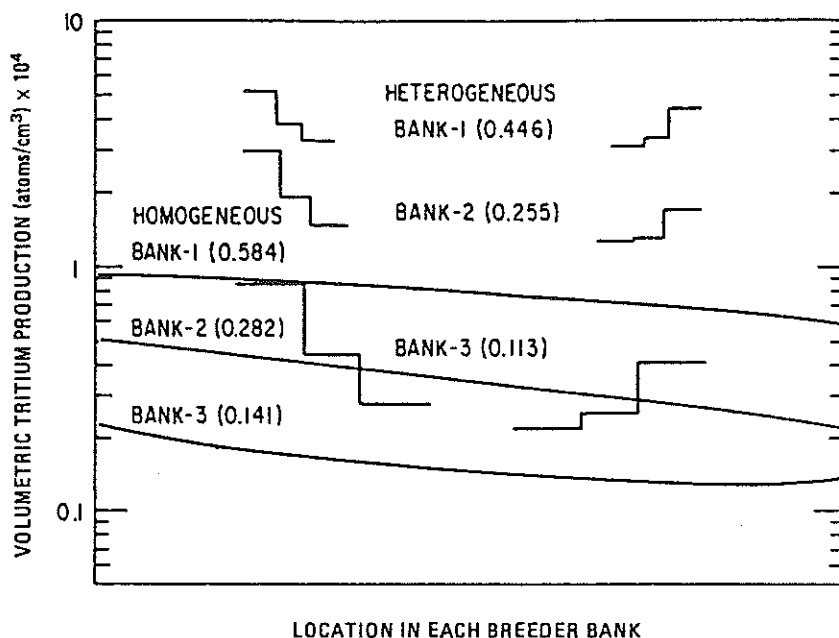 VOLUMETRIC TRITIUM PRODUCTION (atoms/cm³) x 10⁴
10
1
0.1
HETEROGENEOUS
BANK-1 (0.446)
BANK-2 (0.255)
HOMOGENEOUS
BANK-1 (0.584)
BANK-2 (0.282)
BANK-3 (0.113)
BANK-3 (0.141)
LOCATION IN EACH BREEDER BANK